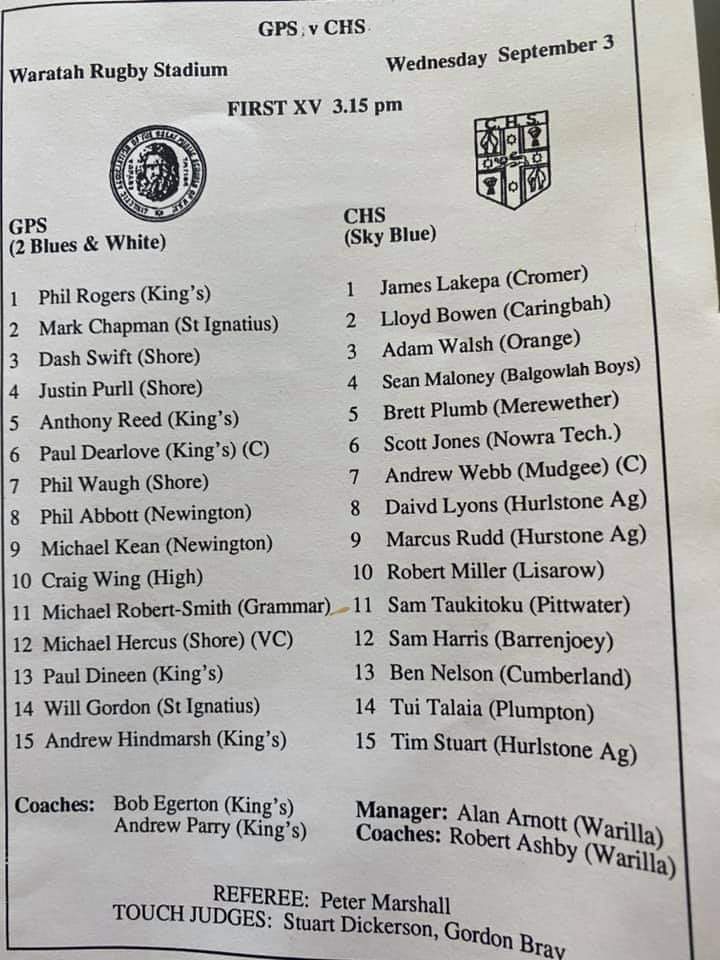 GPS v CHS
Waratah Rugby Stadium
Wednesday September 3
FIRST XV 3.15 pm
C.H.S.
GPS
(2 Blues & White)
1 Phil Rogers (King's)
2 Mark Chapman (St Ignatius)
3 Dash Swift (Shore)
4 Justin Purll (Shore)
5 Anthony Reed (King's)
6 Paul Dearlove (King's) (C)
7 Phil Waugh (Shore)
8 Phil Abbott (Newington)
9 Michael Kean (Newington)
10 Craig Wing (High)
11 Michael Robert-Smith (Grammar)
12 Michael Hercus (Shore) (VC)
13 Paul Dineen (King's)
14 Will Gordon (St Ignatius)
15 Andrew Hindmarsh (King's)
Coaches: Bob Egerton (King's)
Andrew Parry (King's)
CHS
(Sky Blue)
1 James Lakepa (Cromer)
2 Lloyd Bowen (Caringbah)
3 Adam Walsh (Orange)
4 Sean Maloney (Balgowlah Boys)
5 Brett Plumb (Merewether)
6 Scott Jones (Nowra Tech.)
7 Andrew Webb (Mudgee) (C)
8 Daivd Lyons (Hurlstone Ag)
9 Marcus Rudd (Hurstone Ag)
10 Robert Miller (Lisarow)
11 Sam Taukitoku (Pittwater)
12 Sam Harris (Barrenjoey)
13 Ben Nelson (Cumberland)
14 Tui Talaia (Plumpton)
15 Tim Stuart (Hurlstone Ag)
Manager: Alan Arnott (Warilla)
Coaches: Robert Ashby (Warilla)
REFEREE: Peter Marshall
TOUCH JUDGES: Stuart Dickerson, Gordon Bray